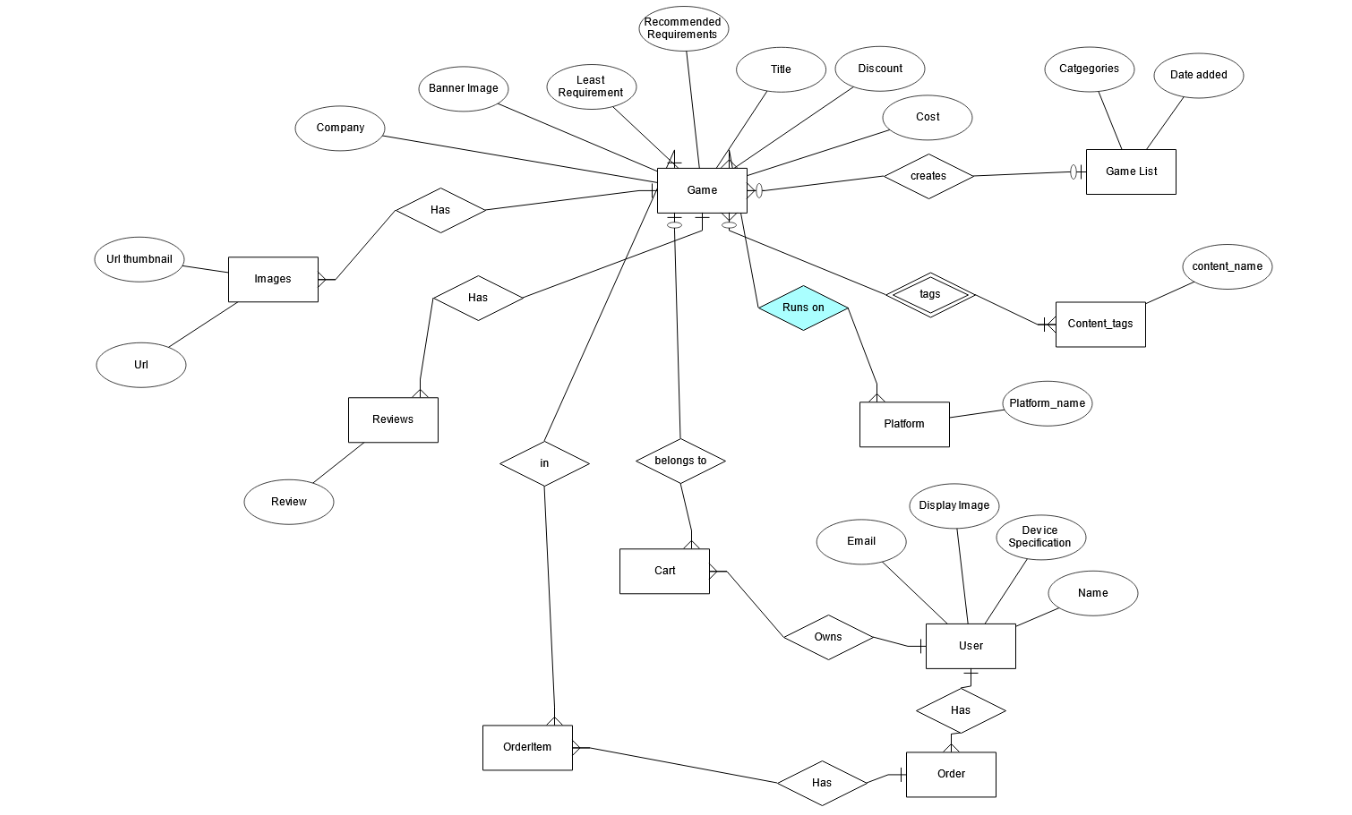 Recommended
Requirements
Title
Discount
Catgegories
Date added
Banner Image
Least
Requirement
Company
Cost
creates
Game List
Game
Has
Url thumbnail
Images
content_name
Has
tags
Runs on
Content_tags
Url
Reviews
Platform
Platform_name
Review
in
belongs to
Display Image
Email
Device
Specification
Cart
Name
Owns
User
Has
OrderItem
Has
Order